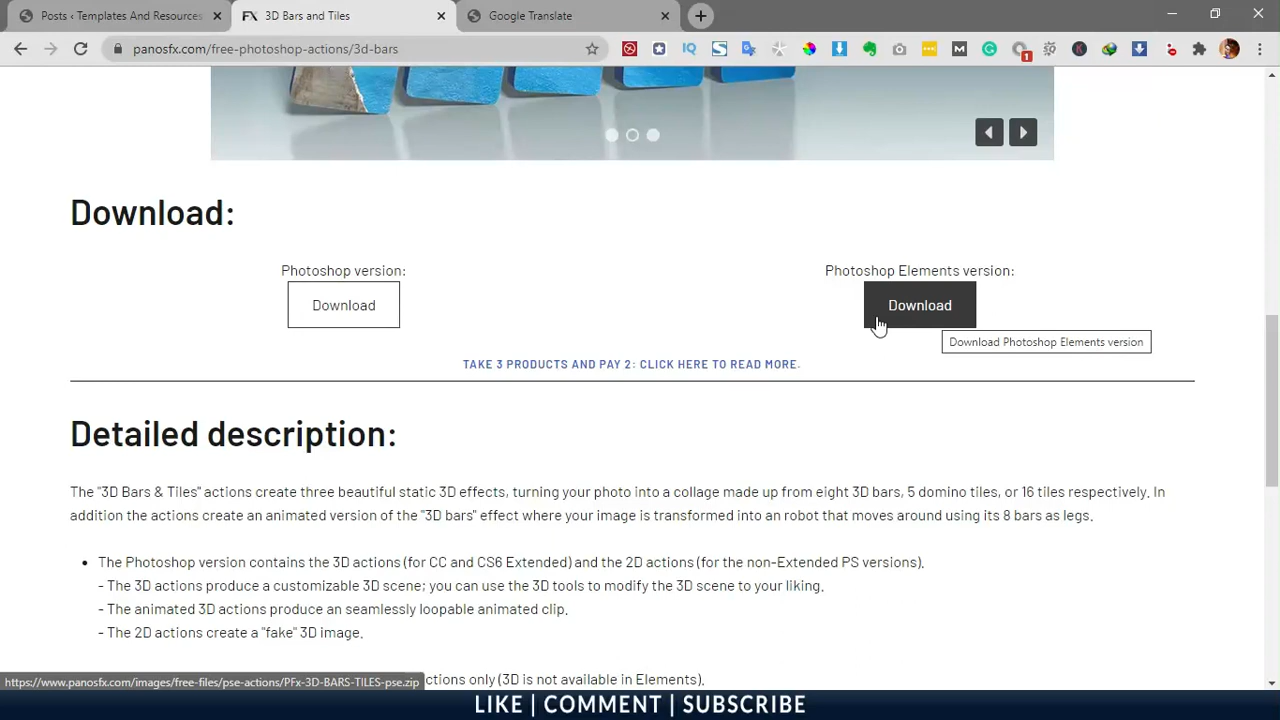 Posts < Templates And Resources
3D Bars and Tiles
Google Translate
panosfx.com/free-photoshop-actions/3d-bars
Download:
Photoshop version:
Photoshop Elements version:
Download
Download
Download Photoshop Elements version
TAKE 3 PRODUCTS AND PAY 2: CLICK HERE TO READ MORE.
Detailed description:
The "3D Bars & Tiles" actions create three beautiful static 3D effects, turning your photo into a collage made up from eight 3D bars, 5 domino tiles, or 16 tiles respectively. In
addition the actions create an animated version of the "3D bars" effect where your image is transformed into an robot that moves around using its 8 bars as legs.
• The Photoshop version contains the 3D actions (for CC and CS6 Extended) and the 2D actions (for the non-Extended PS versions).
- The 3D actions produce a customizable 3D scene; you can use the 3D tools to modify the 3D scene to your liking.
- The animated 3D actions produce an seamlessly loopable animated clip.
- The 2D actions create a "fake" 3D image.
ctions only (3D is not available in Elements).
https://www.panosfx.com/images/free-files/pse-actions/PFx-3D-BARS-TILES-pse.zip
LIKE | COMMENT | SUBSCRIBE